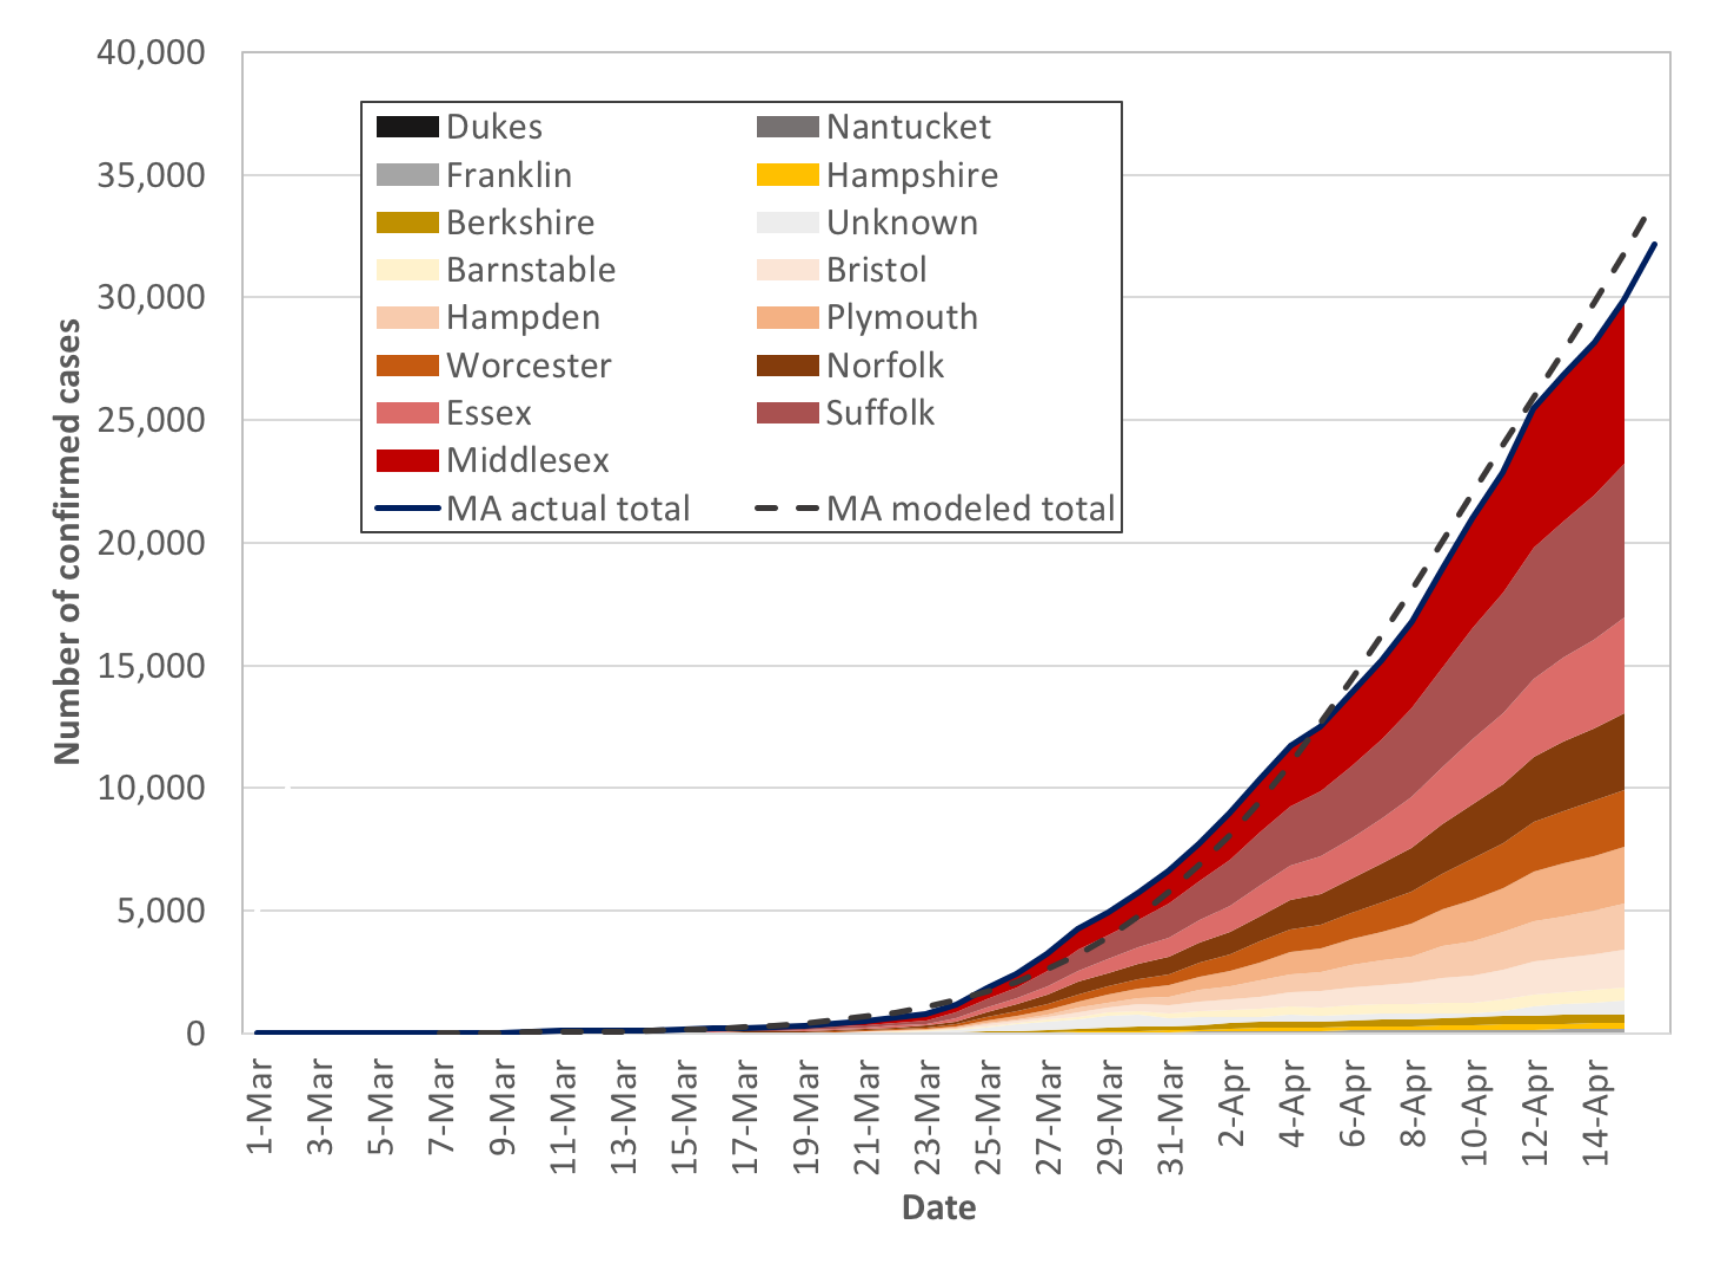 40,000
35,000
30,000
25,000
20,000
15,000
10,000
5,000
0
Number of confirmed cases
Dukes Nantucket
Franklin Hampshire
Berkshire Unknown
Barnstable Bristol
Hampden Plymouth
Worcester Norfolk
Essex Suffolk
Middlesex
MA actual total MA modeled total
1-Mar 3-Mar 5-Mar 7-Mar 9-Mar 11-Mar 13-Mar 15-Mar 17-Mar 19-Mar 21-Mar 23-Mar 25-Mar 27-Mar 29-Mar 31-Mar 2-Apr 4-Apr 6-Apr 8-Apr 10-Apr 12-Apr 14-Apr
Date